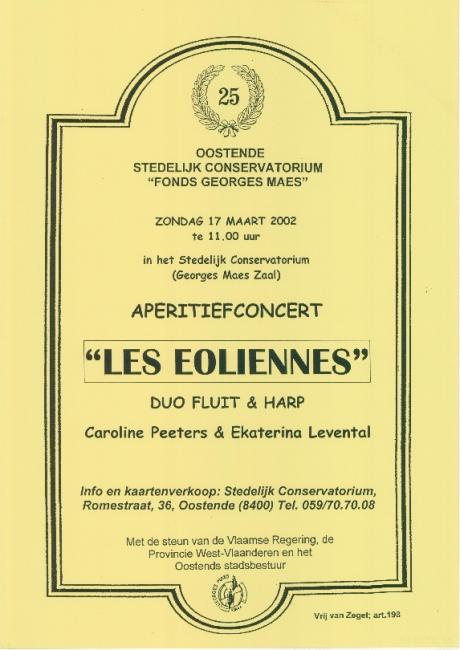 25
OOSTENDE
STEDELIJK CONSERVATORIUM
"FONDS GEORGES MAES"
ZONDAG 17 MAART 2002
te 11.00 uur
in het Stedelijk Conservatorium
(Georges Maes Zaal)
APERITIEFCONCERT
"LES EOLIENNES"
DUO FLUIT & HARP
Caroline Peeters & Ekaterina Levental
Info en kaartenverkoop: Stedelijk Conservatorium,
Romestraat, 36, Oostende (8400) Tel. 059/70.70.08
Met de steun van de Vlaamse Regering, de
Provincie West-Vlaanderen en het
Oostends stadsbestuur
Vrij van Zegel; art.198